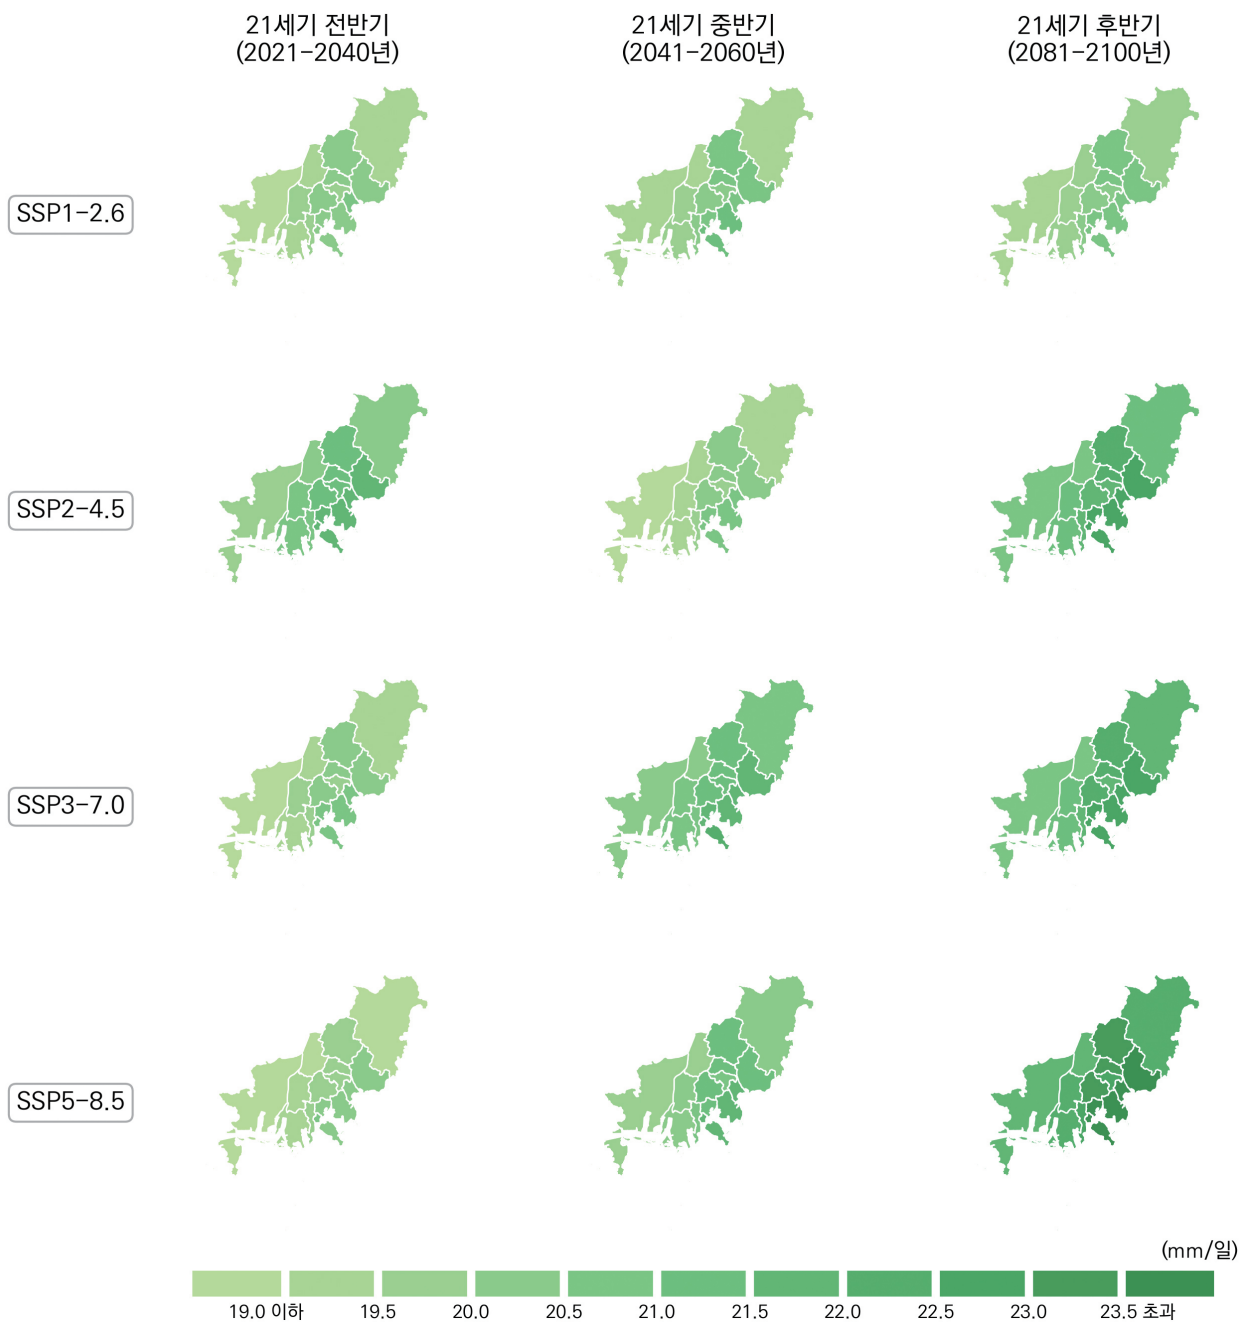 21세기 전반기
(2021-2040년)
21세기 중반기
(2041-2060년)
21세기 후반기
(2081-2100년)
SSP1-2.6
SSP2-4.5
SSP3-7.0
SSP5-8.5
(mm/일)
19.0 이하 19.5 20.0 20.5 21.0 21.5 22.0 22.5 23.0 23.5 초과